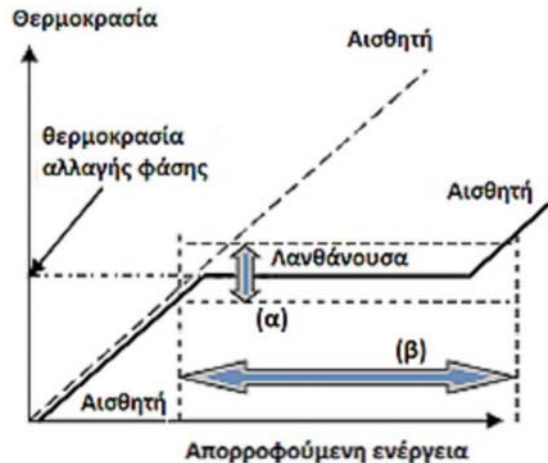 Θερμοκρασία
Αισθητή
θερμοκρασία
αλλαγής φάσης
Αισθητή
Λανθάνουσα
(α)
(β)
Αισθητή
Απορροφούμενη ενέργεια